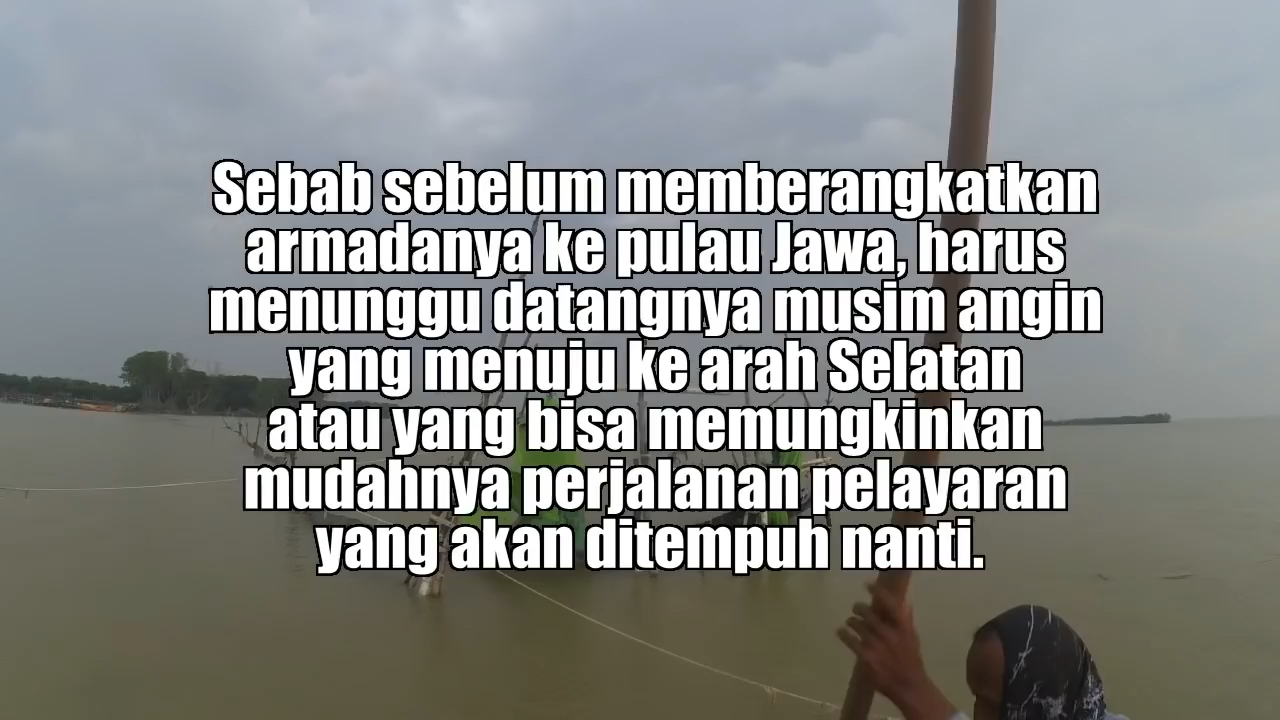 Sebab sebelum memberangkatkan
armadanya ke pulau Jawa, harus
menunggu datangnya musim angin
yang menuju ke arah Selatan
atau yang bisa memungkinkan
mudahnya perjalanan pelayaran
yang akan ditempuh nanti.